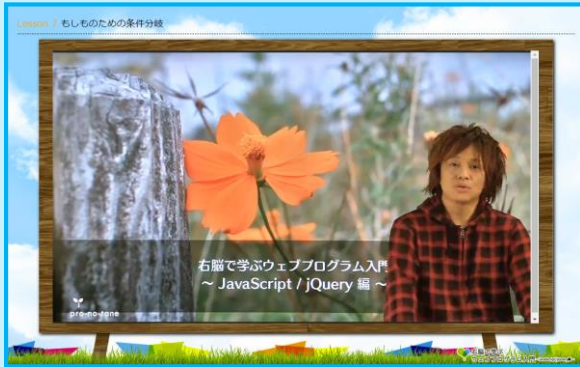 Lesson / もしものための条件分岐
右脳で学ぶウェブプログラム入門
～ JavaScript / jQuery 編 ～
pro-no-tane